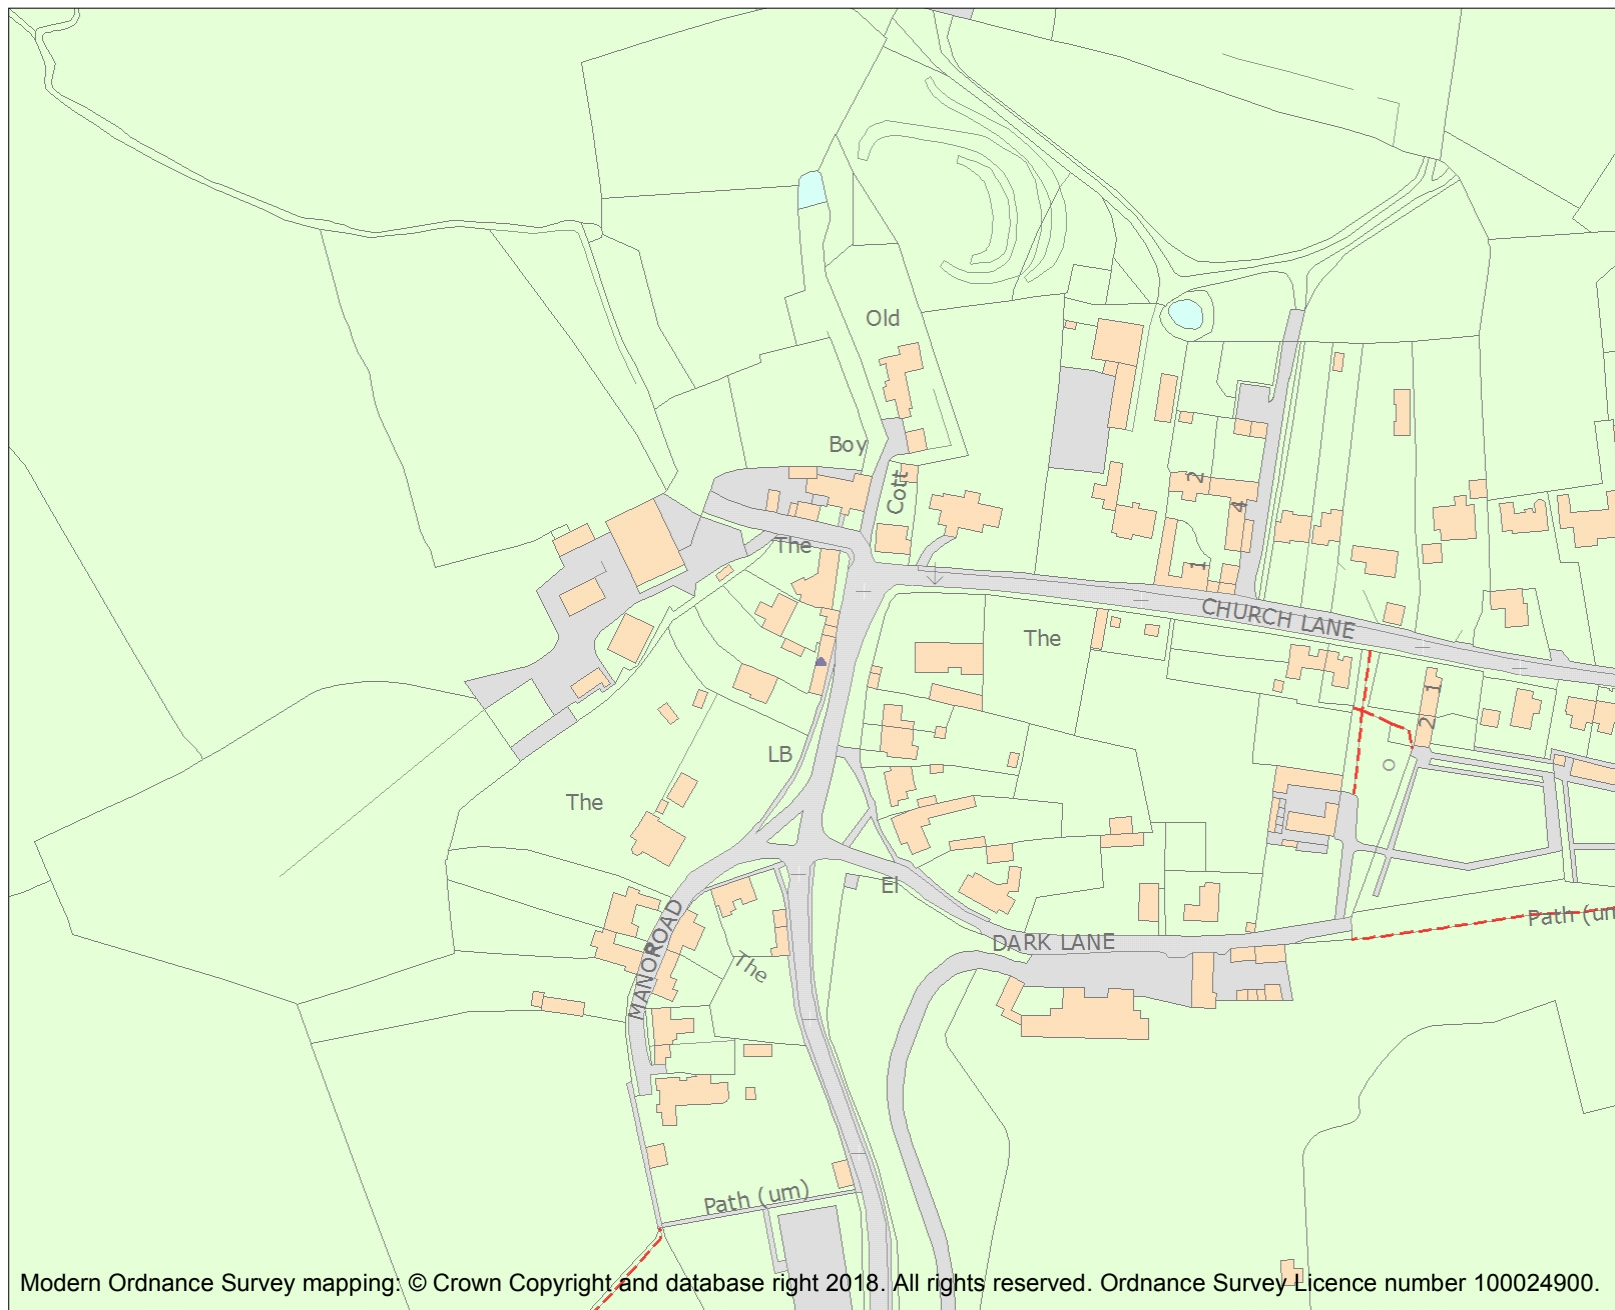 Old
Boy
Cott
2
4
The
1
CHURCH LANE
The
1
2
LB
The
El
Path (un
MANOROAD
The
DARK LANE
Path (um)
Modern Ordnance Survey mapping: © Crown Copyright and database right 2018. All rights reserved. Ordnance Survey Licence number 100024900.